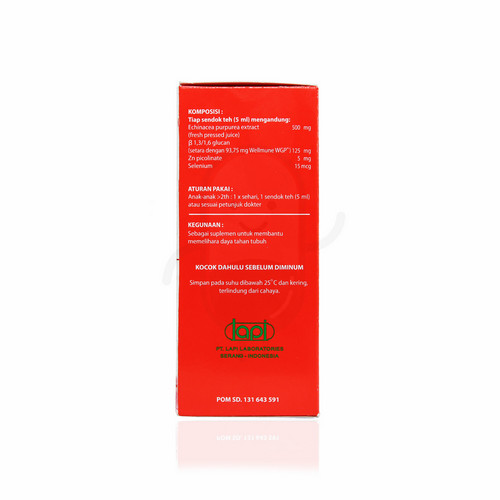 KOMPOSISI :
Tiap sendok teh (5 ml) mengandung:
Echinacea purpurea extract 500 mg
(fresh pressed juice)
β 1,3/1,6 glucan
(setara dengan 93,75 mg Wellmune WGP®) 125 mg
Zn picolinate 5 mg
Selenium 15 mcg
ATURAN PAKAI :
Anak-anak >2th : 1 x sehari, 1 sendok teh (5 ml)
atau sesuai petunjuk dokter
KEGUNAAN :
Sebagai suplemen untuk membantu
memelihara daya tahan tubuh
KOCOK DAHULU SEBELUM DIMINUM
Simpan pada suhu dibawah 25°C dan kering,
terlindung dari cahaya.
lapi
PT. LAPI LABORATORIES
SERANG - INDONESIA
POM SD. 131 643 591